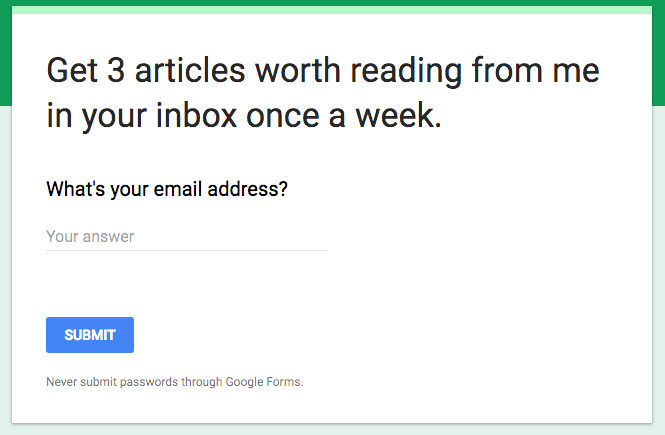 Get 3 articles worth reading from me
in your inbox once a week.
What's your email address?
Your answer
SUBMIT
Never submit passwords through Google Forms.